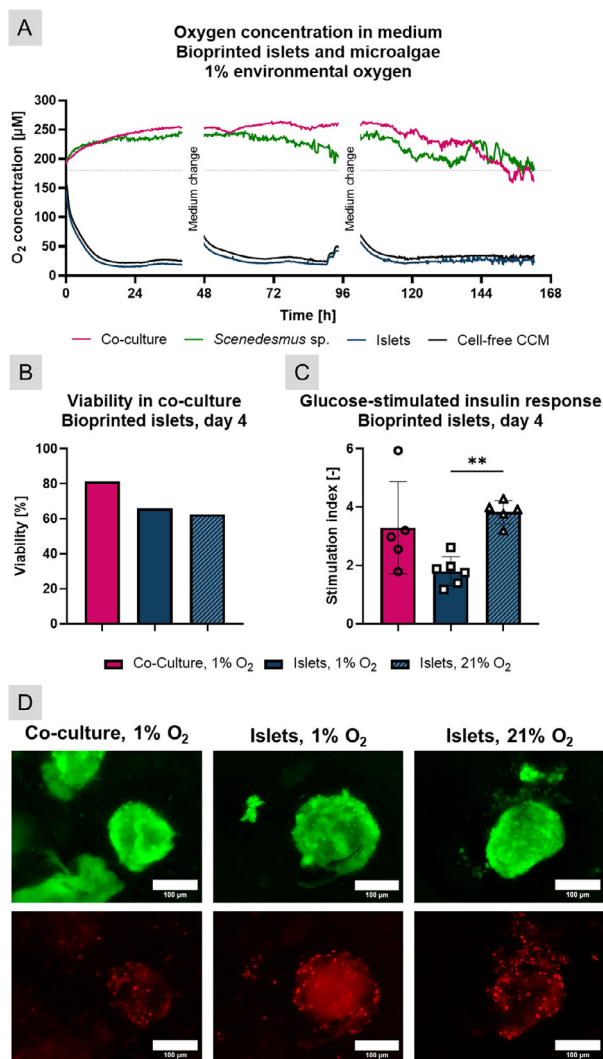 A
Oxygen concentration in medium
Bioprinted islets and microalgae
1% environmental oxygen
O₂ concentration [µM]
300
250
200
150
100
50
0
Medium change
Medium change
0 24 48 72 96 120 144 168
Time [h]
Co-culture Scenedesmus sp. Islets Cell-free CCM
B
Viability in co-culture
Bioprinted islets, day 4
Viability [%]
100
80
60
40
20
0
C
Glucose-stimulated insulin response
Bioprinted islets, day 4
Stimulation index [-]
6
4
2
0
**
Co-Culture, 1% O₂ Islets, 1% O₂ Islets, 21% O₂
D
Co-culture, 1% O₂ Islets, 1% O₂ Islets, 21% O₂
100 µm 100 µm 100 µm
100 µm 100 µm 100 µm